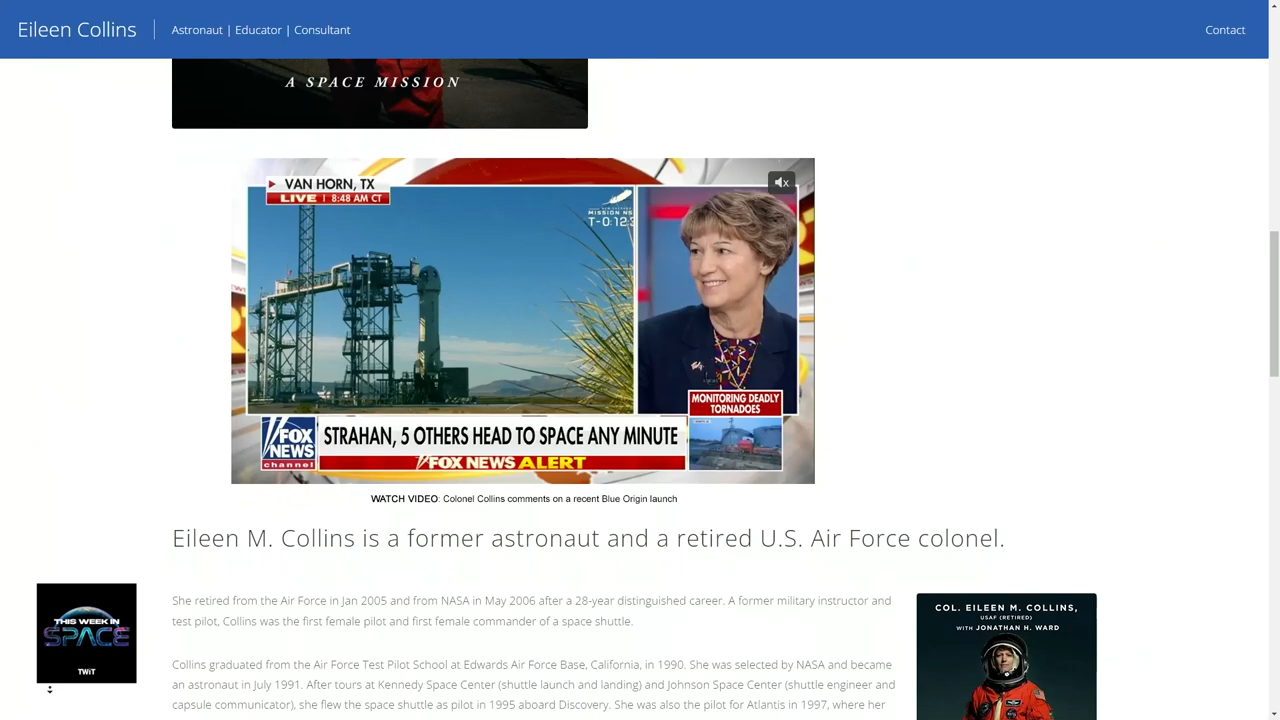 Eileen Collins
Astronaut | Educator | Consultant
Contact
A SPACE MISSION
VAN HORN, TX
LIVE | 8:48 AM CT
MISSION NS
T-0:123
MONITORING DEADLY
TORNADOES
FOX
NEWS
channel
STRAHAN, 5 OTHERS HEAD TO SPACE ANY MINUTE
FOX NEWS ALERT
WATCH VIDEO: Colonel Collins comments on a recent Blue Origin launch
Eileen M. Collins is a former astronaut and a retired U.S. Air Force colonel.
She retired from the Air Force in Jan 2005 and from NASA in May 2006 after a 28-year distinguished career. A former military instructor and
test pilot, Collins was the first female pilot and first female commander of a space shuttle.
Collins graduated from the Air Force Test Pilot School at Edwards Air Force Base, California, in 1990. She was selected by NASA and became
an astronaut in July 1991. After tours at Kennedy Space Center (shuttle launch and landing) and Johnson Space Center (shuttle engineer and
capsule communicator), she flew the space shuttle as pilot in 1995 aboard Discovery. She was also the pilot for Atlantis in 1997, where her
COL. EILEEN M. COLLINS,
USAF (RETIRED)
WITH JONATHAN H. WARD
THIS WEEK IN
SPACE
TWiT